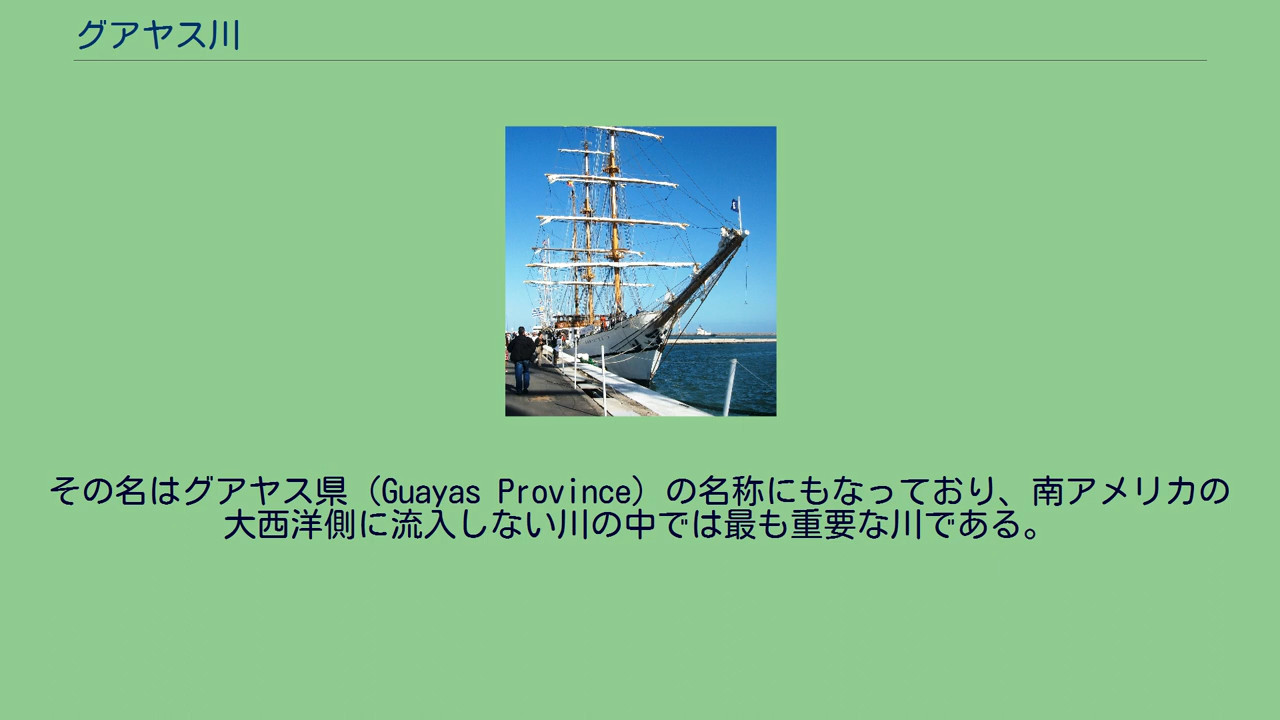 グアヤス川
その名はグアヤス県（Guayas Province）の名称にもなっており、南アメリカの
大西洋側に流入しない川の中では最も重要な川である。